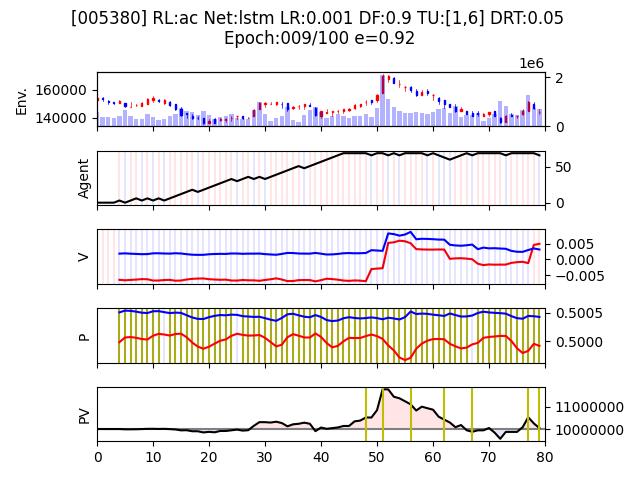 [005380] RL:ac Net:lstm LR:0.001 DF:0.9 TU:[1,6] DRT:0.05
Epoch:009/100 e=0.92
1e6
Env.
160000
140000
2
0
Agent
50
0
V
0.005
0.000
−0.005
P
0.5005
0.5000
PV
11000000
10000000
0 10 20 30 40 50 60 70 80